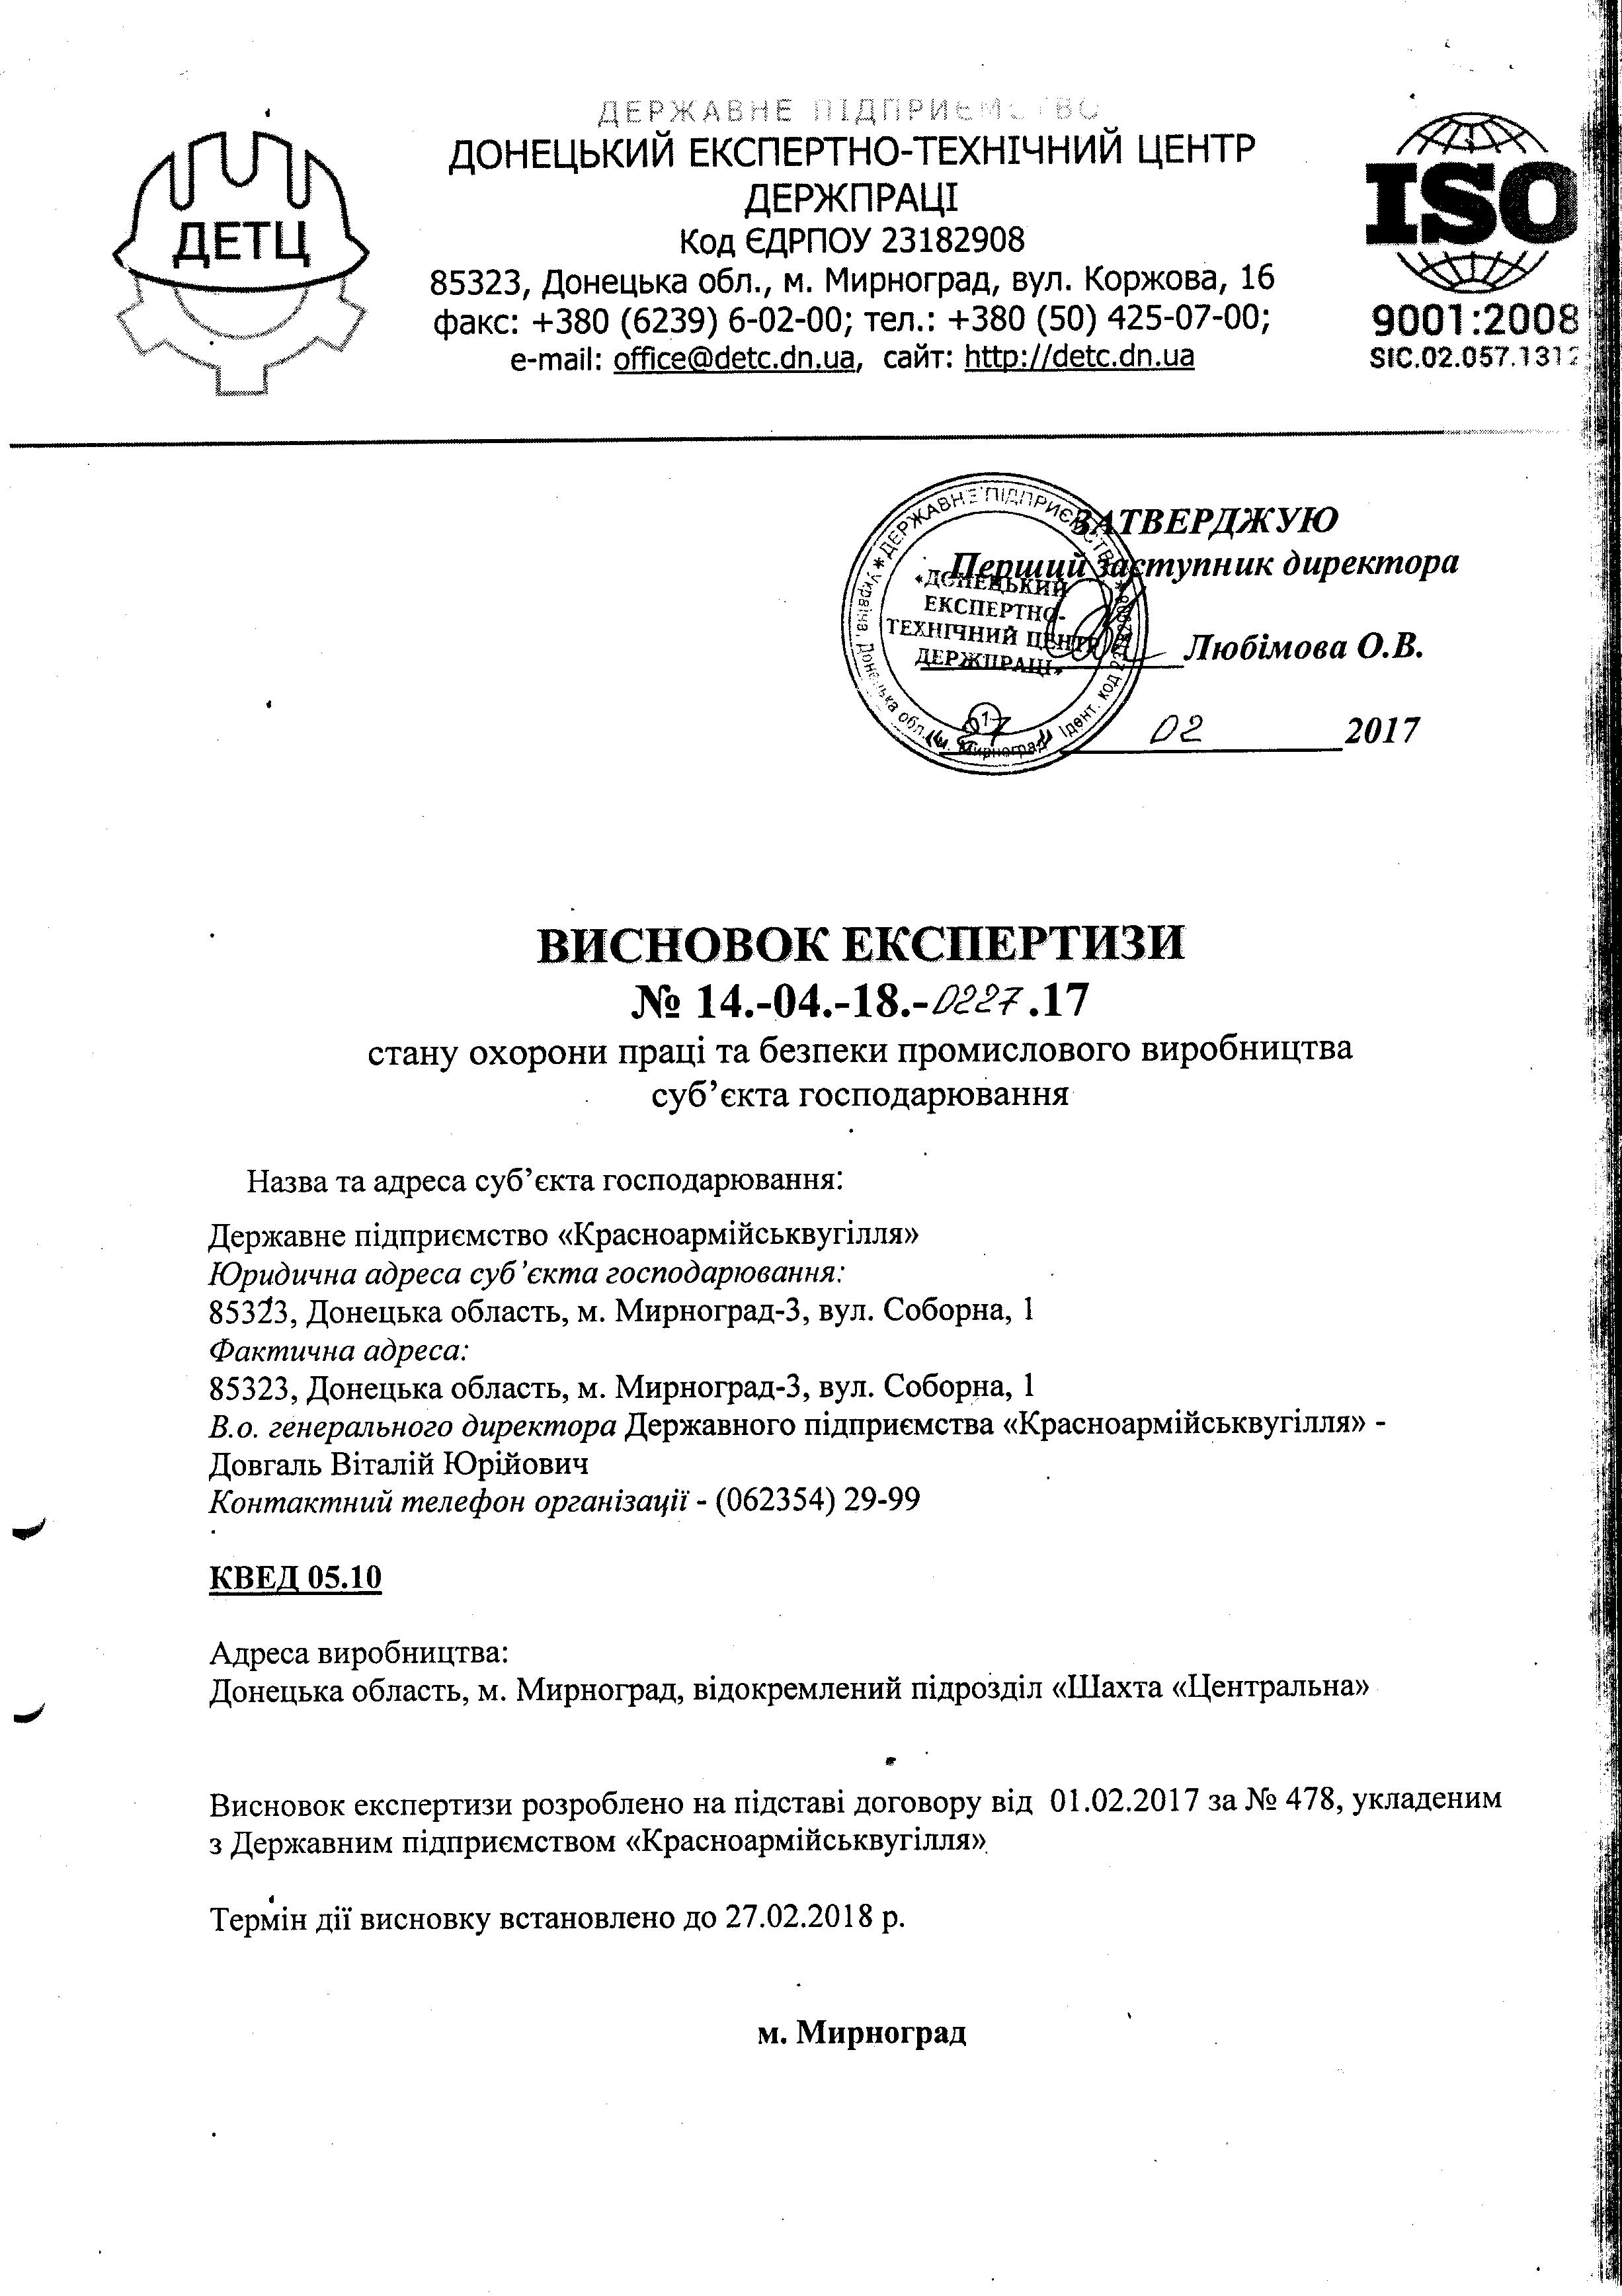 ДЕРЖАВНЕ ПІДПРИЄМСТВО
ДОНЕЦЬКИЙ ЕКСПЕРТНО-ТЕХНІЧНИЙ ЦЕНТР
ДЕРЖПРАЦІ
Код ЄДРПОУ 23182908
85323, Донецька обл., м. Мирноград, вул. Коржова, 16
факс: +380 (6239) 6-02-00; тел.: +380 (50) 425-07-00;
e-mail: office@detc.dn.ua, сайт: http://detc.dn.ua
ДЕТЦ
ISO
9001:2008
SIC.02.057.1312
ЗАТВЕРДЖУЮ
Перший заступник директора
Любімова О.В.
« 27 » 02 2017
* ДЕРЖАВНЕ ПІДПРИЄМСТВО * Україна, Донецька обл., м. Мирноград Ідент. код 23182908
«ДОНЕЦЬКИЙ
ЕКСПЕРТНО-
ТЕХНІЧНИЙ ЦЕНТР
ДЕРЖПРАЦІ»
1
ВИСНОВОК ЕКСПЕРТИЗИ
№ 14.-04.-18.-0227.17
стану охорони праці та безпеки промислового виробництва
суб’єкта господарювання
Назва та адреса суб’єкта господарювання:
Державне підприємство «Красноармійськвугілля»
Юридична адреса суб’єкта господарювання:
85323, Донецька область, м. Мирноград-3, вул. Соборна, 1
Фактична адреса:
85323, Донецька область, м. Мирноград-3, вул. Соборна, 1
В.о. генерального директора Державного підприємства «Красноармійськвугілля» -
Довгаль Віталій Юрійович
Контактний телефон організації - (062354) 29-99
КВЕД 05.10
Адреса виробництва:
Донецька область, м. Мирноград, відокремлений підрозділ «Шахта «Центральна»
Висновок експертизи розроблено на підставі договору від 01.02.2017 за № 478, укладеним
з Державним підприємством «Красноармійськвугілля»
Термін дії висновку встановлено до 27.02.2018 р.
м. Мирноград